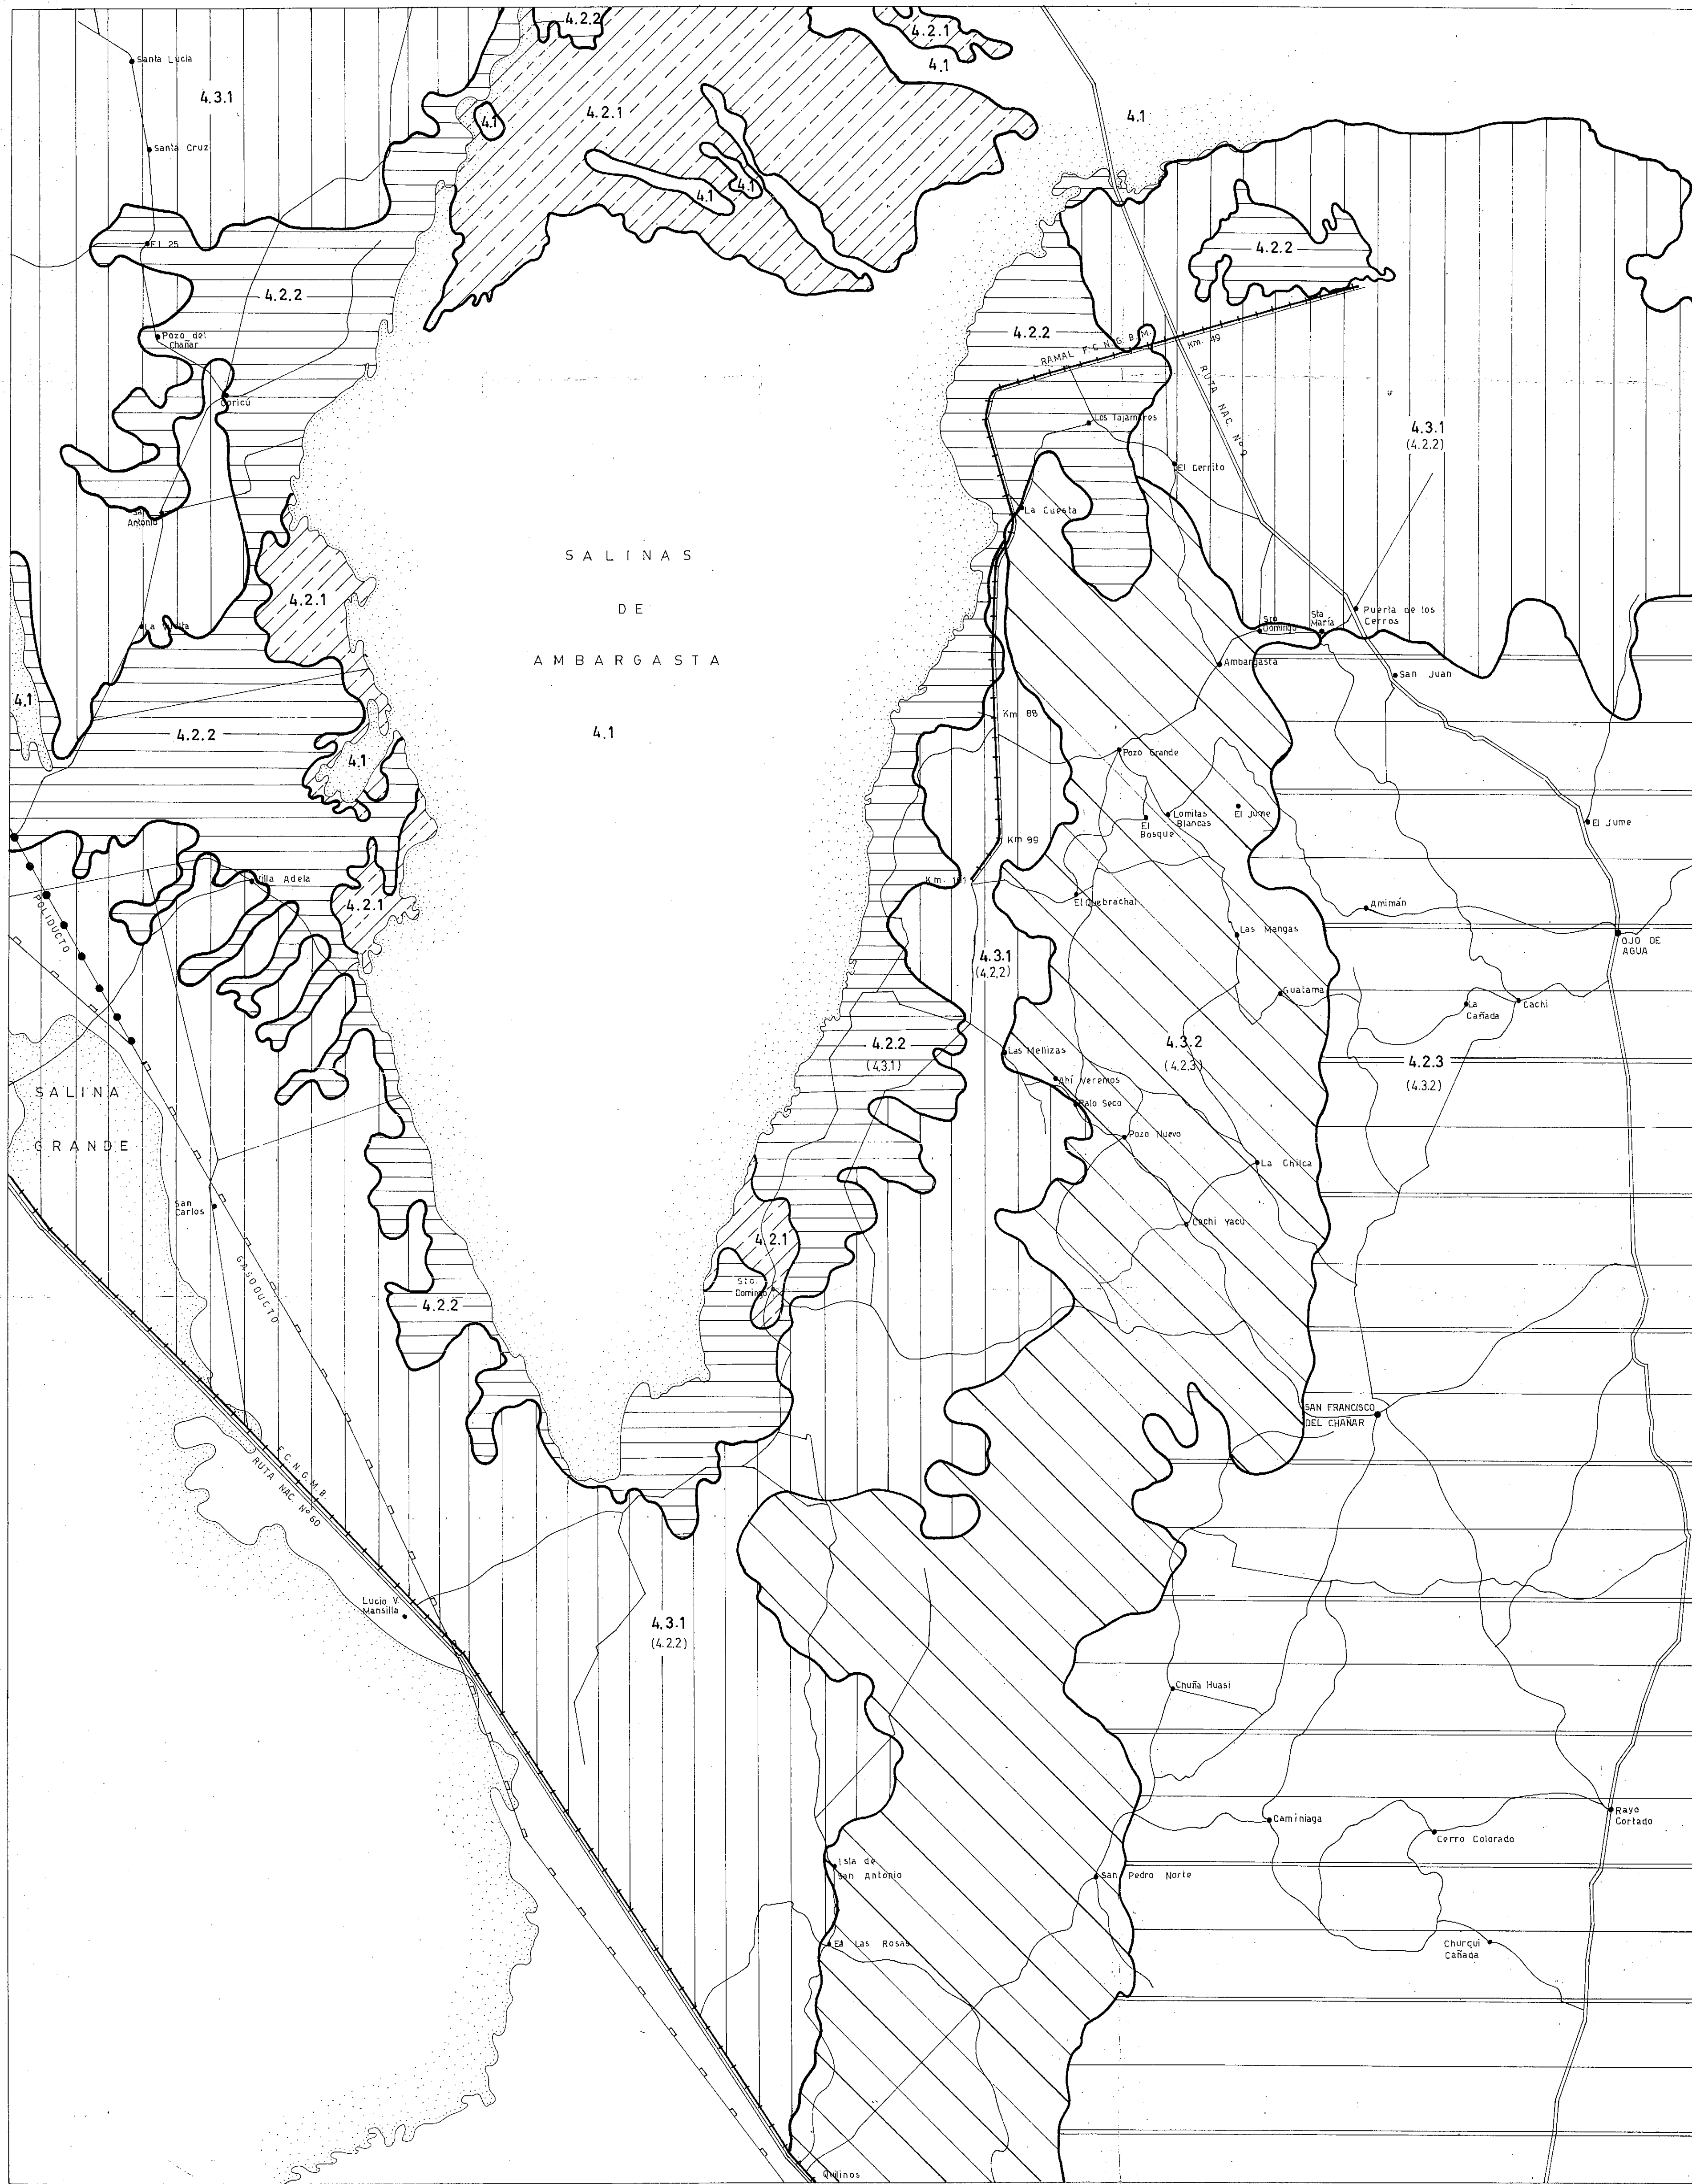 4.2.2
4.2.1
4.1
Santa Lucia
4.3.1
4.2.1
4.1
4.1
Santa Cruz
4.1
4.1
El 25
4.2.2
4.2.2
Pozo del
Chañar
4.2.2
RAMAL F.C.N.G.B.M.
Km. 49
RUTA NAC. Nº 9
Coricú
Los Tajamares
4.3.1
(4.2.2)
El Cerrito
San
Antonio
La Cuesta
SALINAS
DE
AMBARGASTA
4.1
4.2.1
Puerta de los
Cerros
Sto
Domingo
Sta
María
Ambargasta
San Juan
4.1
4.2.2
4.1
Km 88
Pozo Grande
Lomitas
Blancas
El Jume
El
Bosque
El Jume
Km 99
Villa Adela
Km. 101
4.2.1
El Quebrachal
Amimán
POLIDUCTO
Las Mangas
OJO DE
AGUA
4.3.1
(4.2.2)
Guatama
La
Cañada
Cachi
4.2.2
(4.3.1)
Las Mellizas
4.3.2
(4.2.3)
4.2.3
(4.3.2)
Ahí Veremos
Palo Seco
SALINA
GRANDE
Pozo Nuevo
La Chilca
San
Carlos
Cachi Yacu
4.2.1
GASODUCTO
Sto.
Domingo
4.2.2
SAN FRANCISCO
DEL CHAÑAR
F.C.N.G.M.B.
RUTA NAC. Nº 60
Lucio V.
Mansilla
4.3.1
(4.2.2)
Chuña Huasi
Caminiaga
Cerro Colorado
Rayo
Cortado
Isla de
San Antonio
San Pedro Norte
Ea Las Rosas
Churqui
Cañada
Quilinos